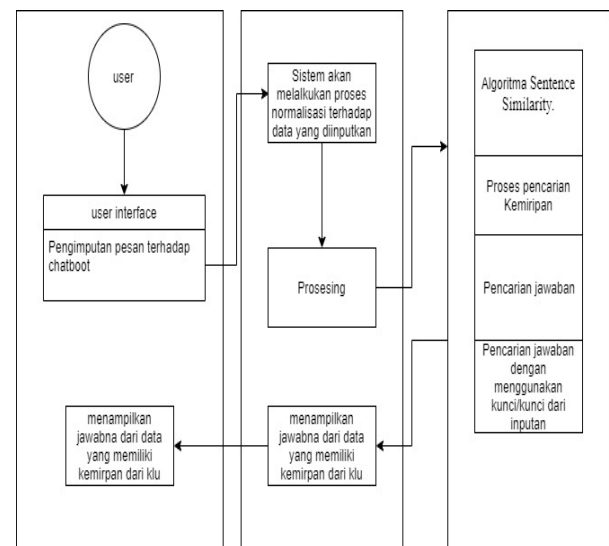 user
user interface
Pengimputan pesan terhadap
chatboot
menampilkan
jawabna dari data
yang memiliki
kemirpan dari klu
Sistem akan
melalkukan proses
normalisasi terhadap
data yang diinputkan
Prosesing
menampilkan
jawabna dari data
yang memiliki
kemirpan dari klu
Algoritma Sentence
Similarity.
Proses pencarian
Kemiripan
Pencarian jawaban
Pencarian jawaban
dengan
menggunakan
kunci/kunci dari
inputan